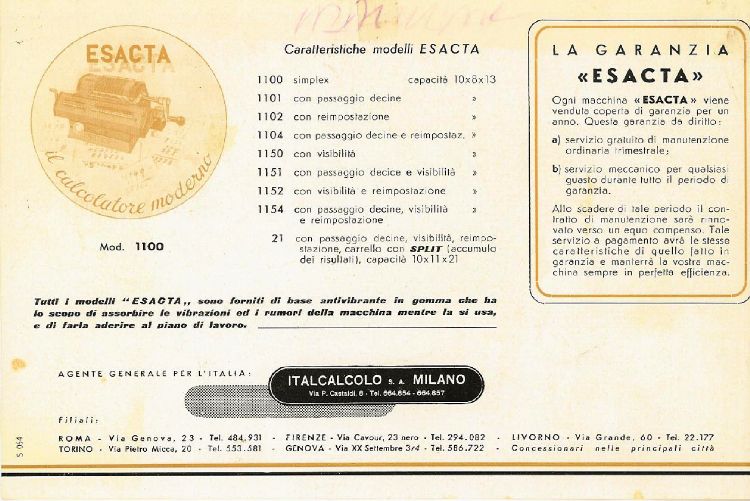 ESACTA
il calcolatore moderno
Mod. 1100
Caratteristiche modelli ESACTA
1100 simplex capacità 10x8x13
1101 con passaggio decine »
1102 con reimpostazione »
1104 con passaggio decine e reimpostaz. »
1150 con visibilità »
1151 con passaggio decice e visibilità »
1152 con visibilità e reimpostazione »
1154 con passaggio decine, visibilità
e reimpostazione »
21 con passaggio decine, visibilità, reimpo-
stazione, carrello con SPLIT (accumulo
dei risultati), capacità 10x11x21
LA GARANZIA
«ESACTA»
Ogni macchina «ESACTA» viene
venduta coperta di garanzia per un
anno. Questa garanzia da diritto:
a) servizio gratuito di manutenzione
ordinaria trimestrale;
b) servizio meccanico per qualsiasi
guasto durante tutto il periodo di
garanzia.
Allo scadere di tale periodo il con-
tratto di manutenzione sarà rinno-
vato verso un equo compenso. Tale
servizio a pagamento avrà le stesse
caratteristiche di quello fatto in
garanzia e manterrà la vostra mac-
china sempre in perfetta efficienza.
Tutti i modelli "ESACTA,, sono forniti di base antivibrante in gomma che ha
lo scopo di assorbire le vibrazioni ed i rumori della macchina mentre la si usa,
e di farla aderire al piano di lavoro.
AGENTE GENERALE PER L'ITALIA:
ITALCALCOLO S. A. MILANO
Via P. Castaldi, 8 - Tel. 664.654 - 664.657
Filiali:
ROMA - Via Genova, 23 - Tel. 484.931 - FIRENZE - Via Cavour, 23 nero - Tel. 294.082 - LIVORNO - Via Grande, 60 - Tel. 22.177
TORINO - Via Pietro Micca, 20 - Tel. 553.581 - GENOVA - Via XX Settembre 3/4 - Tel. 586.722 - Concessionari nelle principali città